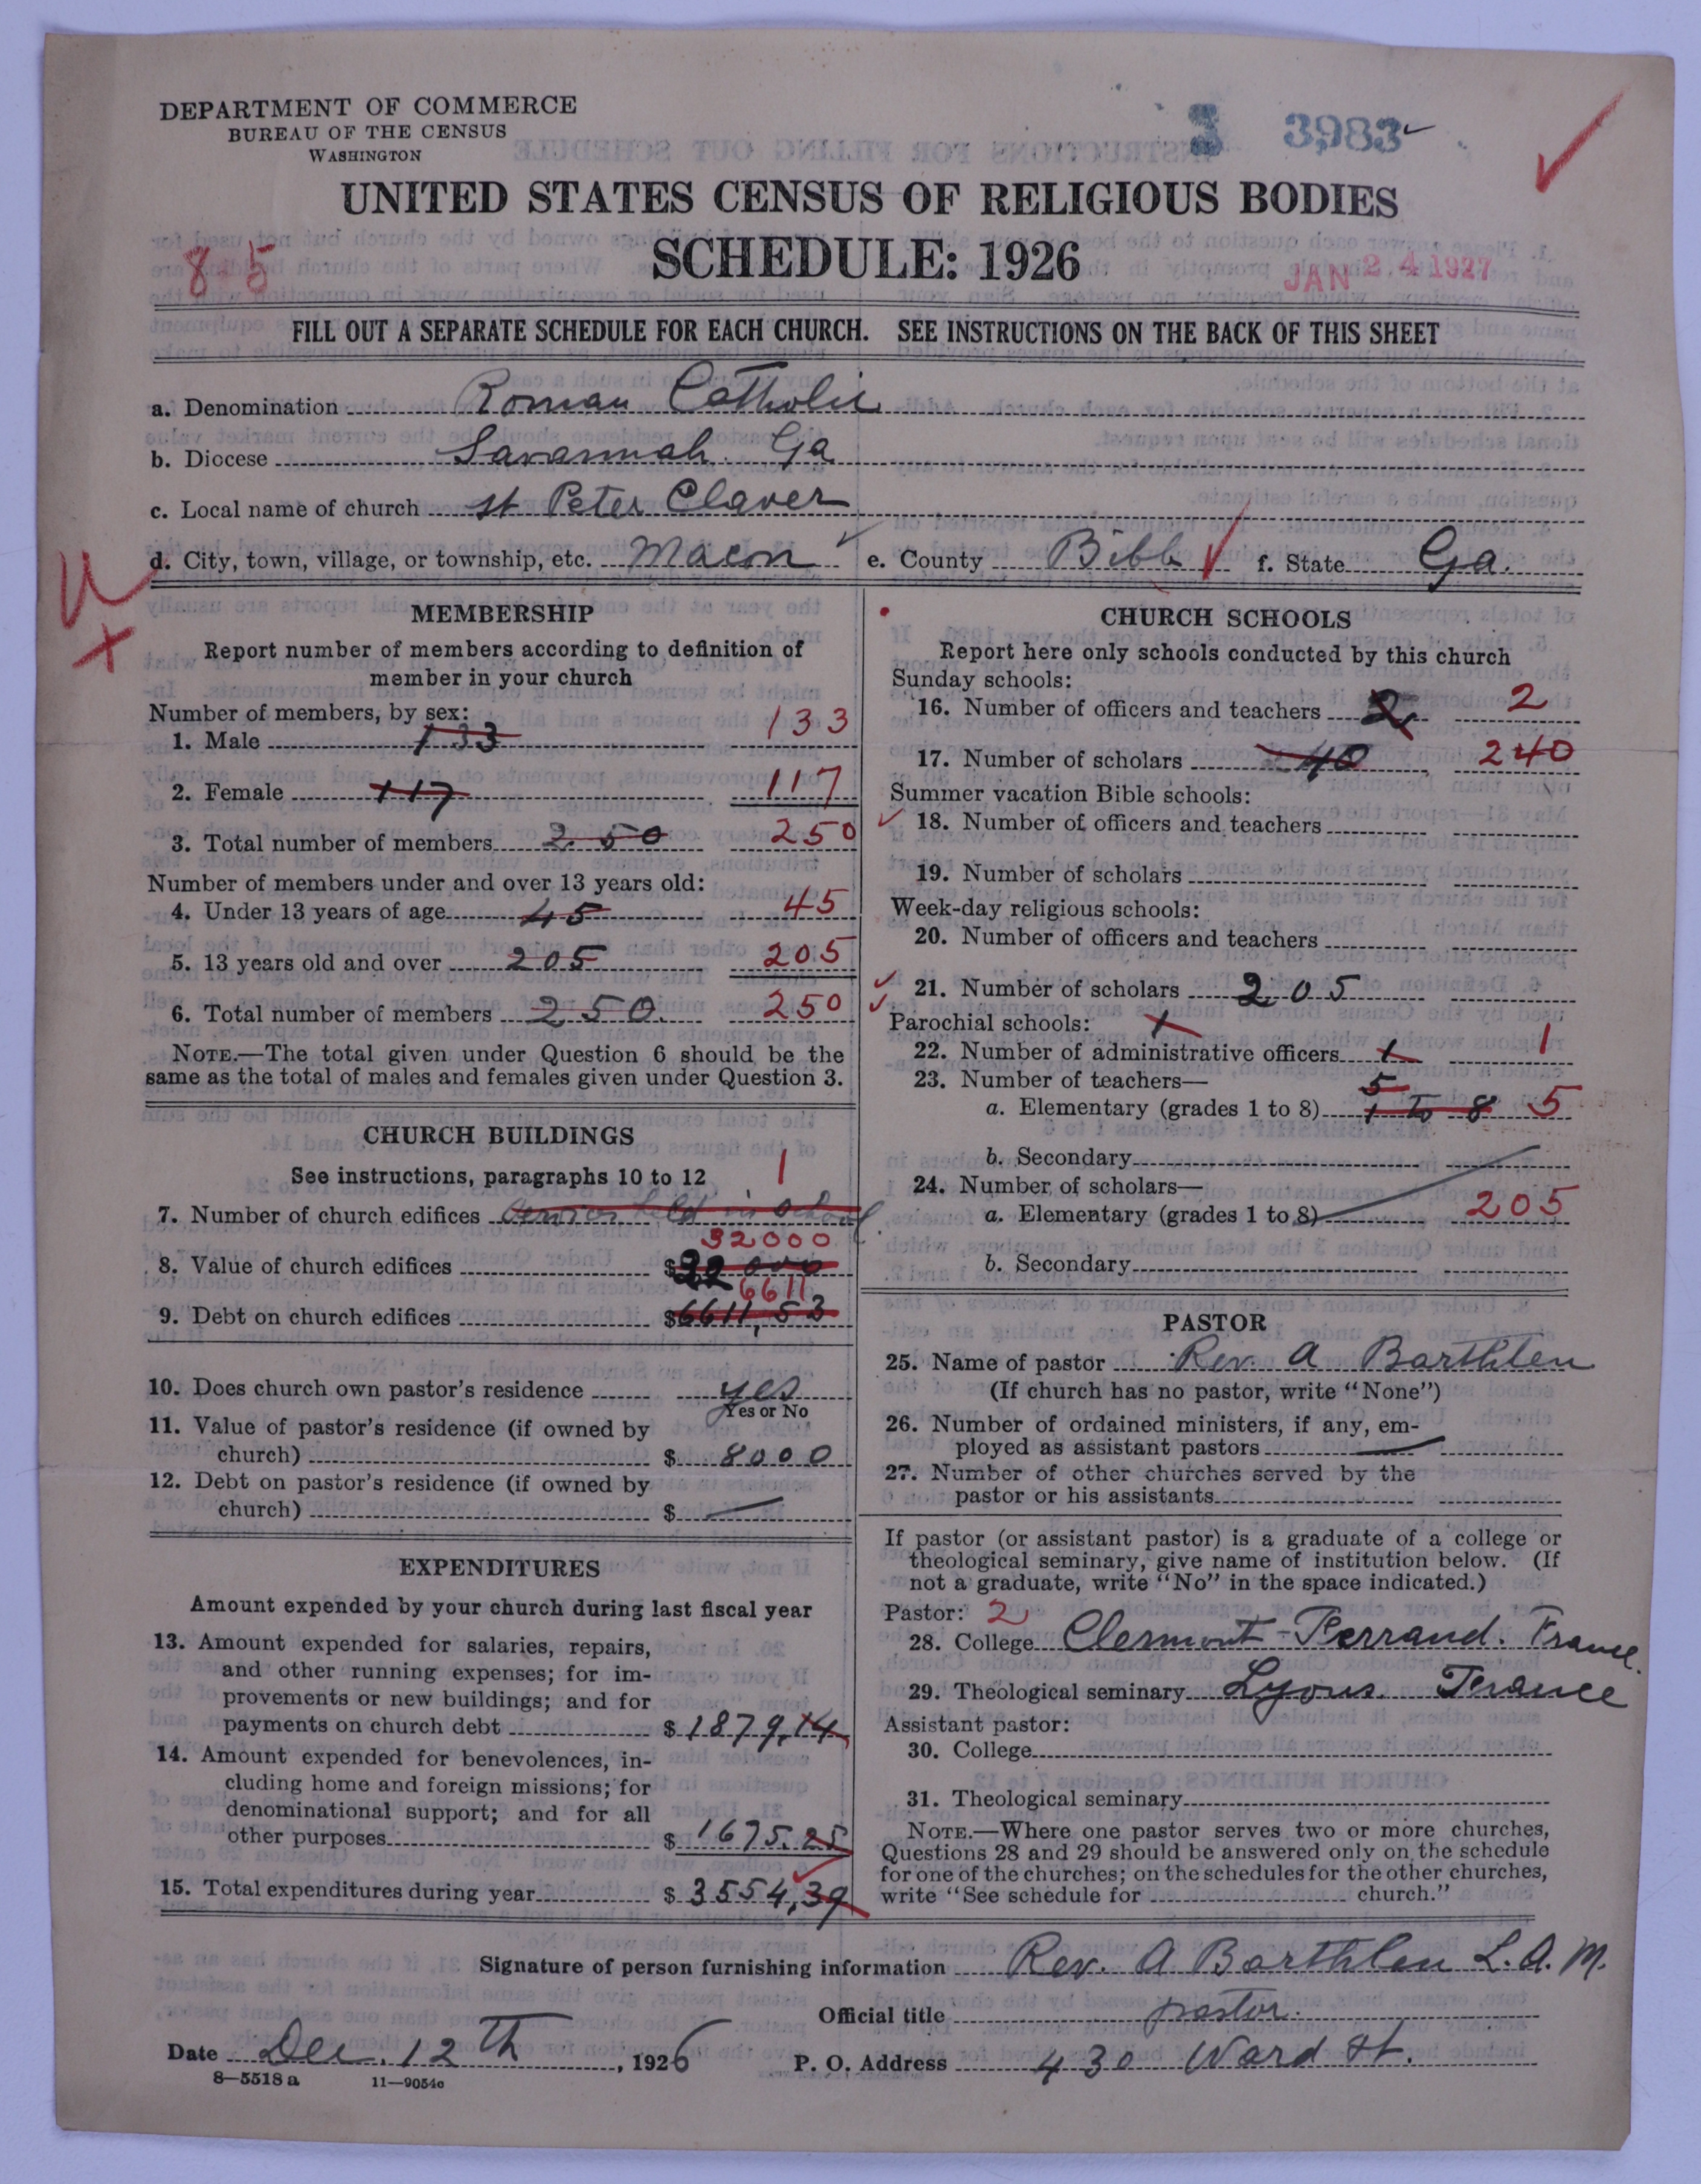 DEPARTMENT OF COMMERCE
BUREAU OF THE CENSUS
WASHINGTON
3983
UNITED STATES CENSUS OF RELIGIOUS BODIES
SCHEDULE: 1926
8-5
JAN 24 1927
FILL OUT A SEPARATE SCHEDULE FOR EACH CHURCH. SEE INSTRUCTIONS ON THE BACK OF THIS SHEET
a. Denomination Roman Catholic
b. Diocese Savannah. Ga
c. Local name of church St Peter Claver
d. City, town, village, or township, etc. Macon e. County Bibb f. State Ga.
MEMBERSHIP
Report number of members according to definition of
member in your church
Number of members, by sex:
1. Male 133 133
2. Female 117 117
3. Total number of members 250 250
Number of members under and over 13 years old:
4. Under 13 years of age 45 45
5. 13 years old and over 205 205
6. Total number of members 250. 250
NOTE.—The total given under Question 6 should be the
same as the total of males and females given under Question 3.
CHURCH BUILDINGS
See instructions, paragraphs 10 to 12 1
7. Number of church edifices Services held in school
32000
8. Value of church edifices $ 32 000
6611
9. Debt on church edifices $ 6611,53
10. Does church own pastor's residence yes
Yes or No
11. Value of pastor's residence (if owned by
church) $ 8000
12. Debt on pastor's residence (if owned by
church) $ —
EXPENDITURES
Amount expended by your church during last fiscal year
13. Amount expended for salaries, repairs,
and other running expenses; for im-
provements or new buildings; and for
payments on church debt $ 1879,14
14. Amount expended for benevolences, in-
cluding home and foreign missions; for
denominational support; and for all
other purposes $ 1675.25
15. Total expenditures during year $ 3554,39
CHURCH SCHOOLS
Report here only schools conducted by this church
Sunday schools:
16. Number of officers and teachers 2 2
17. Number of scholars 40 240
Summer vacation Bible schools:
18. Number of officers and teachers
19. Number of scholars
Week-day religious schools:
20. Number of officers and teachers
21. Number of scholars 205
Parochial schools: 1
22. Number of administrative officers 1 1
23. Number of teachers— 5
a. Elementary (grades 1 to 8) 1 to 8 5
b. Secondary
24. Number of scholars—
a. Elementary (grades 1 to 8) 205
b. Secondary
PASTOR
25. Name of pastor Rev. A Barthlen
(If church has no pastor, write "None")
26. Number of ordained ministers, if any, em-
ployed as assistant pastors —
27. Number of other churches served by the
pastor or his assistants
If pastor (or assistant pastor) is a graduate of a college or
theological seminary, give name of institution below. (If
not a graduate, write "No" in the space indicated.)
Pastor: 2
28. College Clermont-Ferrand. France.
29. Theological seminary Lyons. France
Assistant pastor:
30. College
31. Theological seminary
NOTE.—Where one pastor serves two or more churches,
Questions 28 and 29 should be answered only on the schedule
for one of the churches; on the schedules for the other churches,
write "See schedule for church."
Signature of person furnishing information Rev. A Barthlen L.A.M.
Official title pastor.
Date Dec. 12th, 1926 P. O. Address 430 Ward St.
8—5518 a 11—9054c